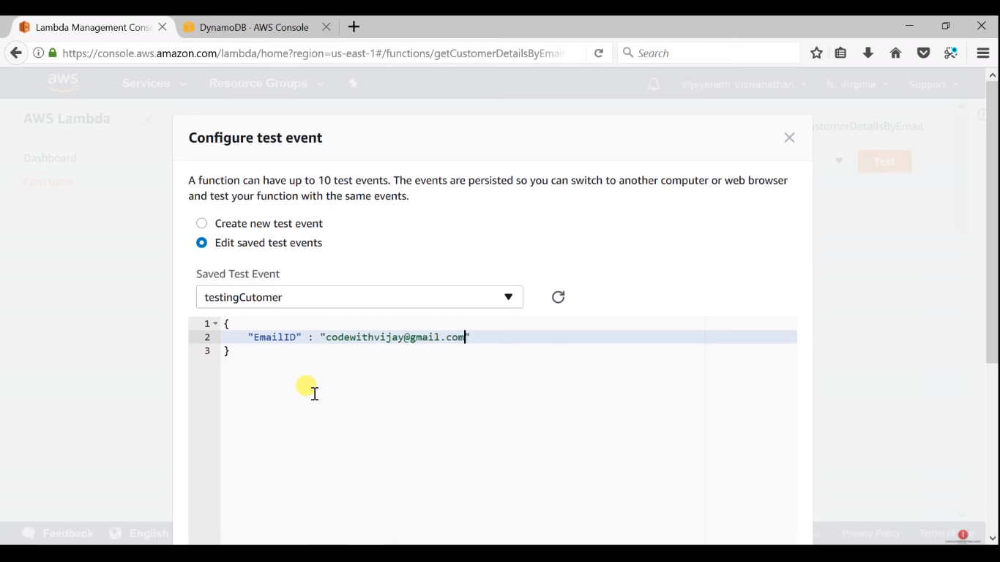 Lambda Management Cons
DynamoDB · AWS Console
https://console.aws.amazon.com/lambda/home?region=us-east-1#/functions/getCustomerDetailsByEmai
Search
aws
Services
Resource Groups
Vijayanath Viswanathan
N. Virginia
Support
AWS Lambda
Dashboard
Functions
Configure test event
stomerDetailsByEmail
Test
A function can have up to 10 test events. The events are persisted so you can switch to another computer or web browser
and test your function with the same events.
Create new test event
Edit saved test events
Saved Test Event
testingCutomer
1 {
2 "EmailID" : "codewithvijay@gmail.com"
3 }
Feedback
English
Privacy Policy
Terms of